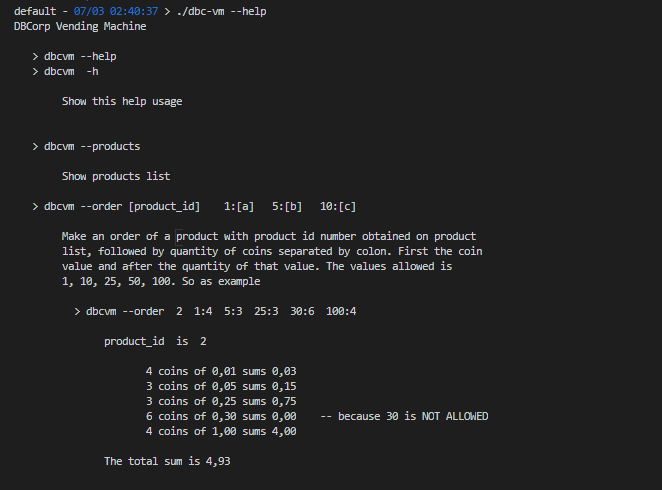 default - 07/03 02:40:37 > ./dbc-vm --help
DBCorp Vending Machine
> dbcvm --help
> dbcvm -h
Show this help usage
> dbcvm --products
Show products list
> dbcvm --order [product_id] 1:[a] 5:[b] 10:[c]
Make an order of a product with product id number obtained on product
list, followed by quantity of coins separated by colon. First the coin
value and after the quantity of that value. The values allowed is
1, 10, 25, 50, 100. So as example
> dbcvm --order 2 1:4 5:3 25:3 30:6 100:4
product_id is 2
4 coins of 0,01 sums 0,03
3 coins of 0,05 sums 0,15
3 coins of 0,25 sums 0,75
6 coins of 0,30 sums 0,00 -- because 30 is NOT ALLOWED
4 coins of 1,00 sums 4,00
The total sum is 4,93